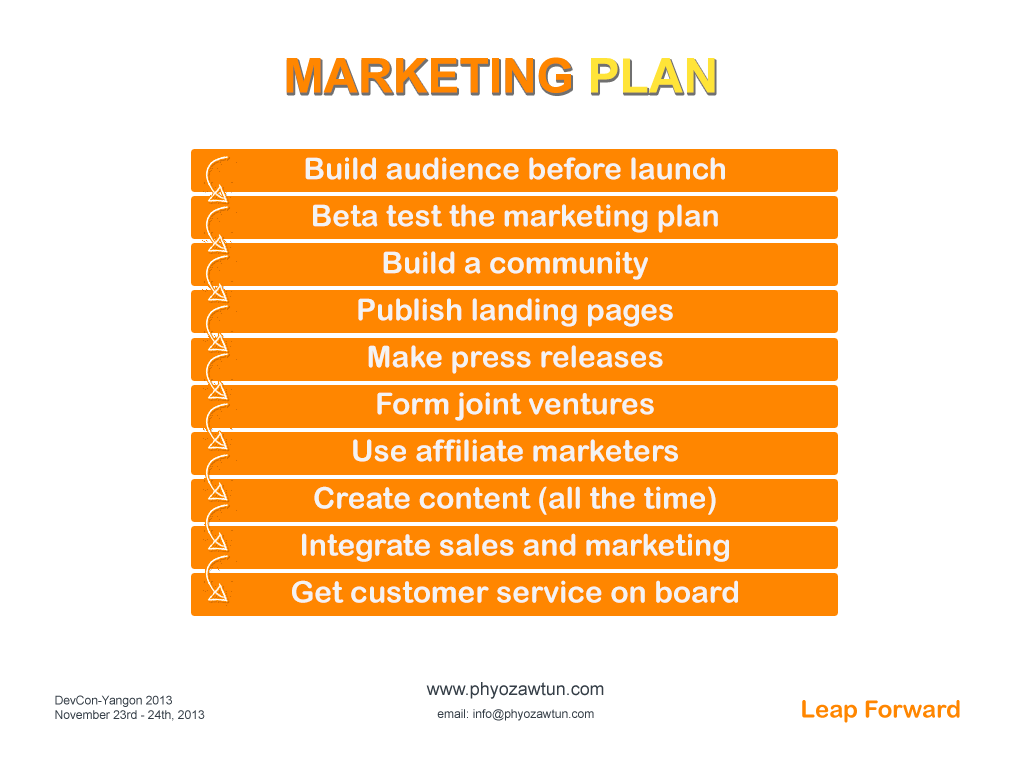 MARKETING PLAN
Build audience before launch
Beta test the marketing plan
Build a community
Publish landing pages
Make press releases
Form joint ventures
Use affiliate marketers
Create content (all the time)
Integrate sales and marketing
Get customer service on board
DevCon-Yangon 2013
November 23rd - 24th, 2013
www.phyozawtun.com
email: info@phyozawtun.com
Leap Forward